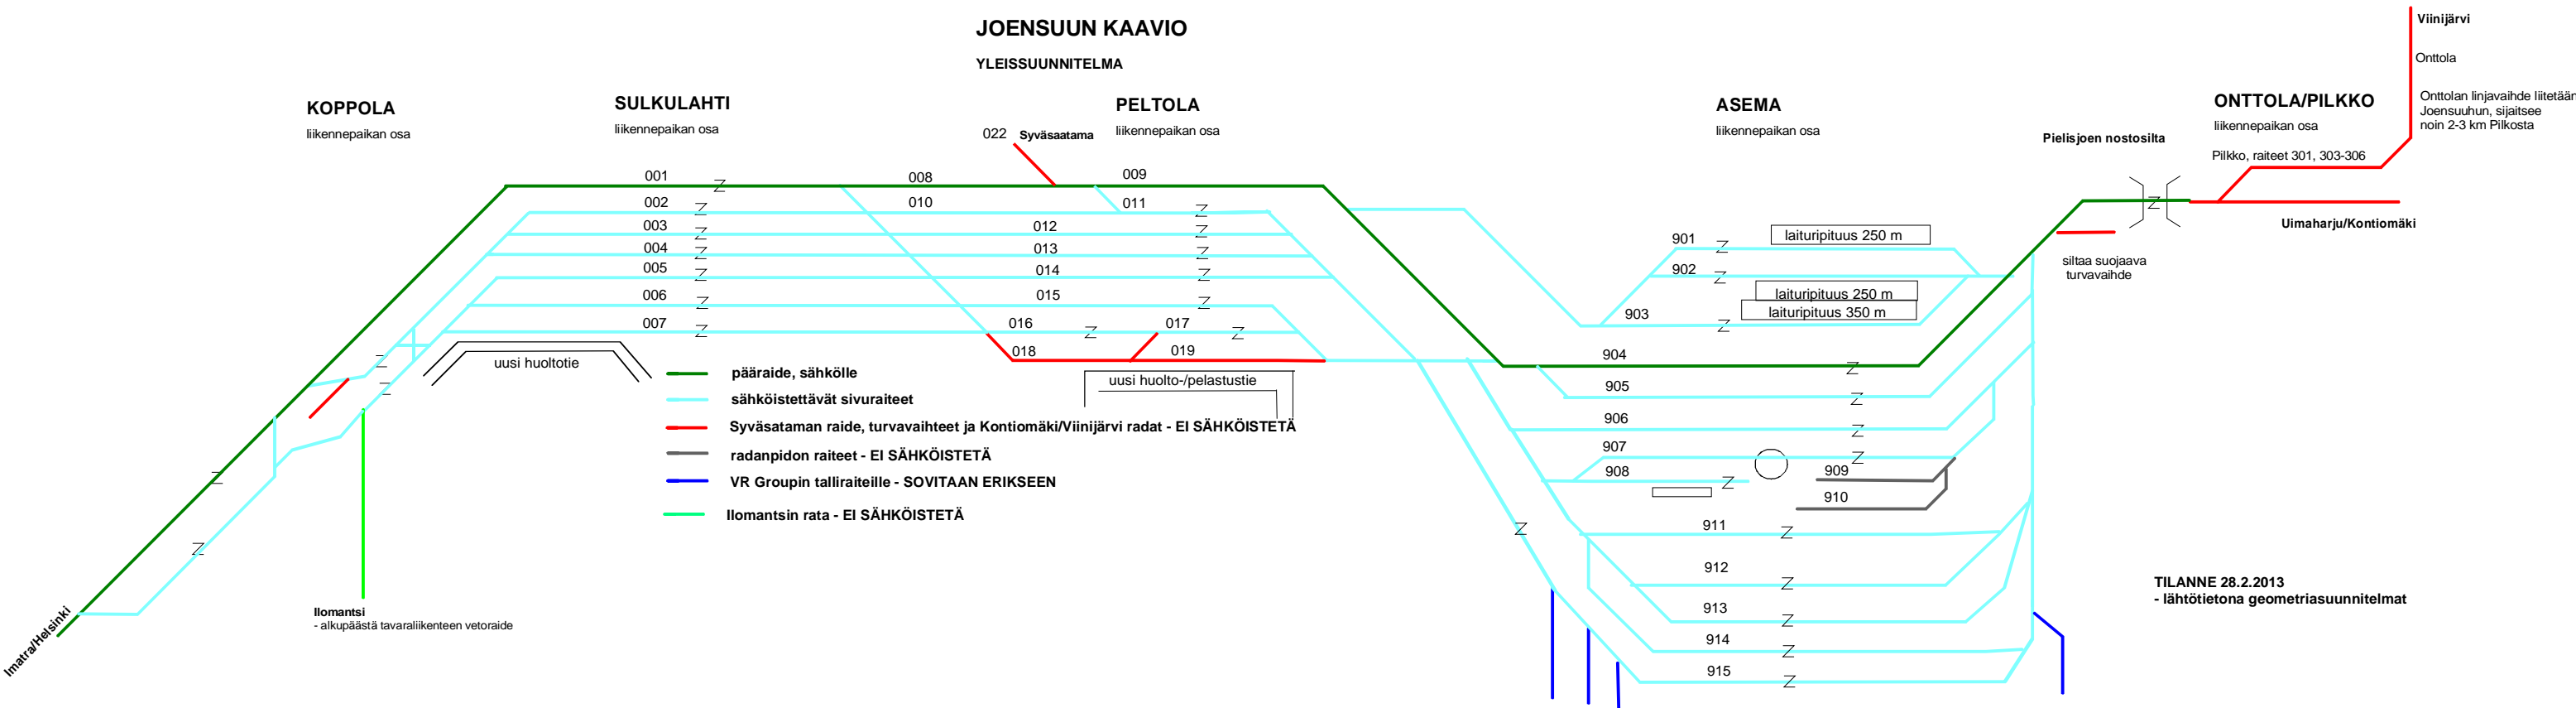 JOENSUUN KAAVIO
YLEISSUUNNITELMA
KOPPOLA
liikennepaikan osa
SULKULAHTI
liikennepaikan osa
PELTOLA
liikennepaikan osa
022 Syväsaatama
ASEMA
liikennepaikan osa
ONTTOLA/PILKKO
liikennepaikan osa
Pilkko, raiteet 301, 303-306
Viinijärvi
Onttola
Onttolan linjavaihde liitetään
Joensuuhun, sijaitsee
noin 2-3 km Pilkosta
Pielisjoen nostosilta
Uimaharju/Kontiomäki
siltaa suojaava
turvavaihde
001
008
009
002
010
011
003
012
004
013
005
014
006
015
007
016
017
018
019
uusi huoltotie
uusi huolto-/pelastustie
pääraide, sähkölle
sähköistettävät sivuraiteet
Syväsataman raide, turvavaihteet ja Kontiomäki/Viinijärvi radat - EI SÄHKÖISTETÄ
radanpidon raiteet - EI SÄHKÖISTETÄ
VR Groupin talliraiteille - SOVITAAN ERIKSEEN
Ilomantsin rata - EI SÄHKÖISTETÄ
901
laituripituus 250 m
902
laituripituus 250 m
laituripituus 350 m
903
904
905
906
907
908
909
910
911
912
913
914
915
Imatra/Helsinki
Ilomantsi
- alkupäästä tavaraliikenteen vetoraide
TILANNE 28.2.2013
- lähtötietona geometriasuunnitelmat